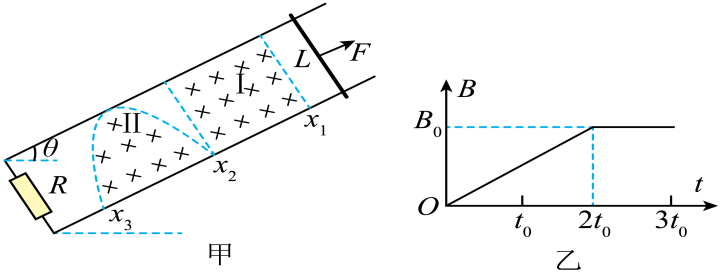 L
F
I
II
x₁
θ
R
x₂
x₃
甲
B
B₀
O
t₀
2t₀
3t₀
t
乙